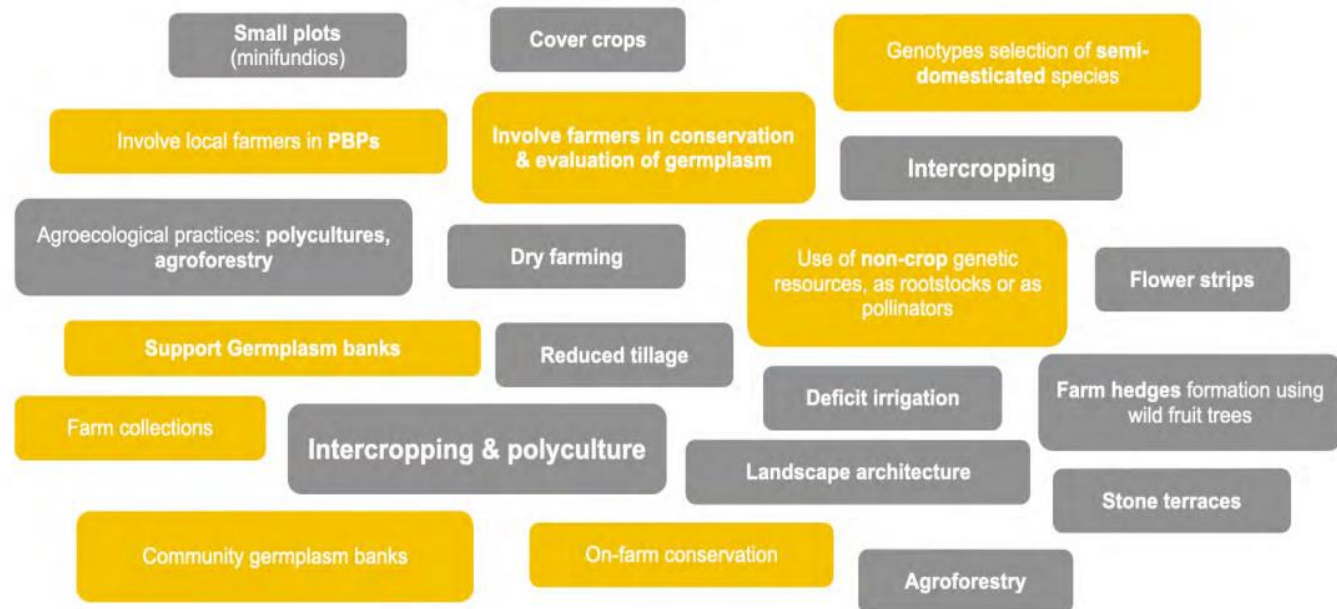 Small plots
(minifundios)
Cover crops
Genotypes selection of semi-
domesticated species
Involve local farmers in PBPs
Involve farmers in conservation
& evaluation of germplasm
Intercropping
Agroecological practices: polycultures,
agroforestry
Dry farming
Use of non-crop genetic
resources, as rootstocks or as
pollinators
Flower strips
Support Germplasm banks
Reduced tillage
Deficit irrigation
Farm hedges formation using
wild fruit trees
Farm collections
Intercropping & polyculture
Landscape architecture
Stone terraces
Community germplasm banks
On-farm conservation
Agroforestry